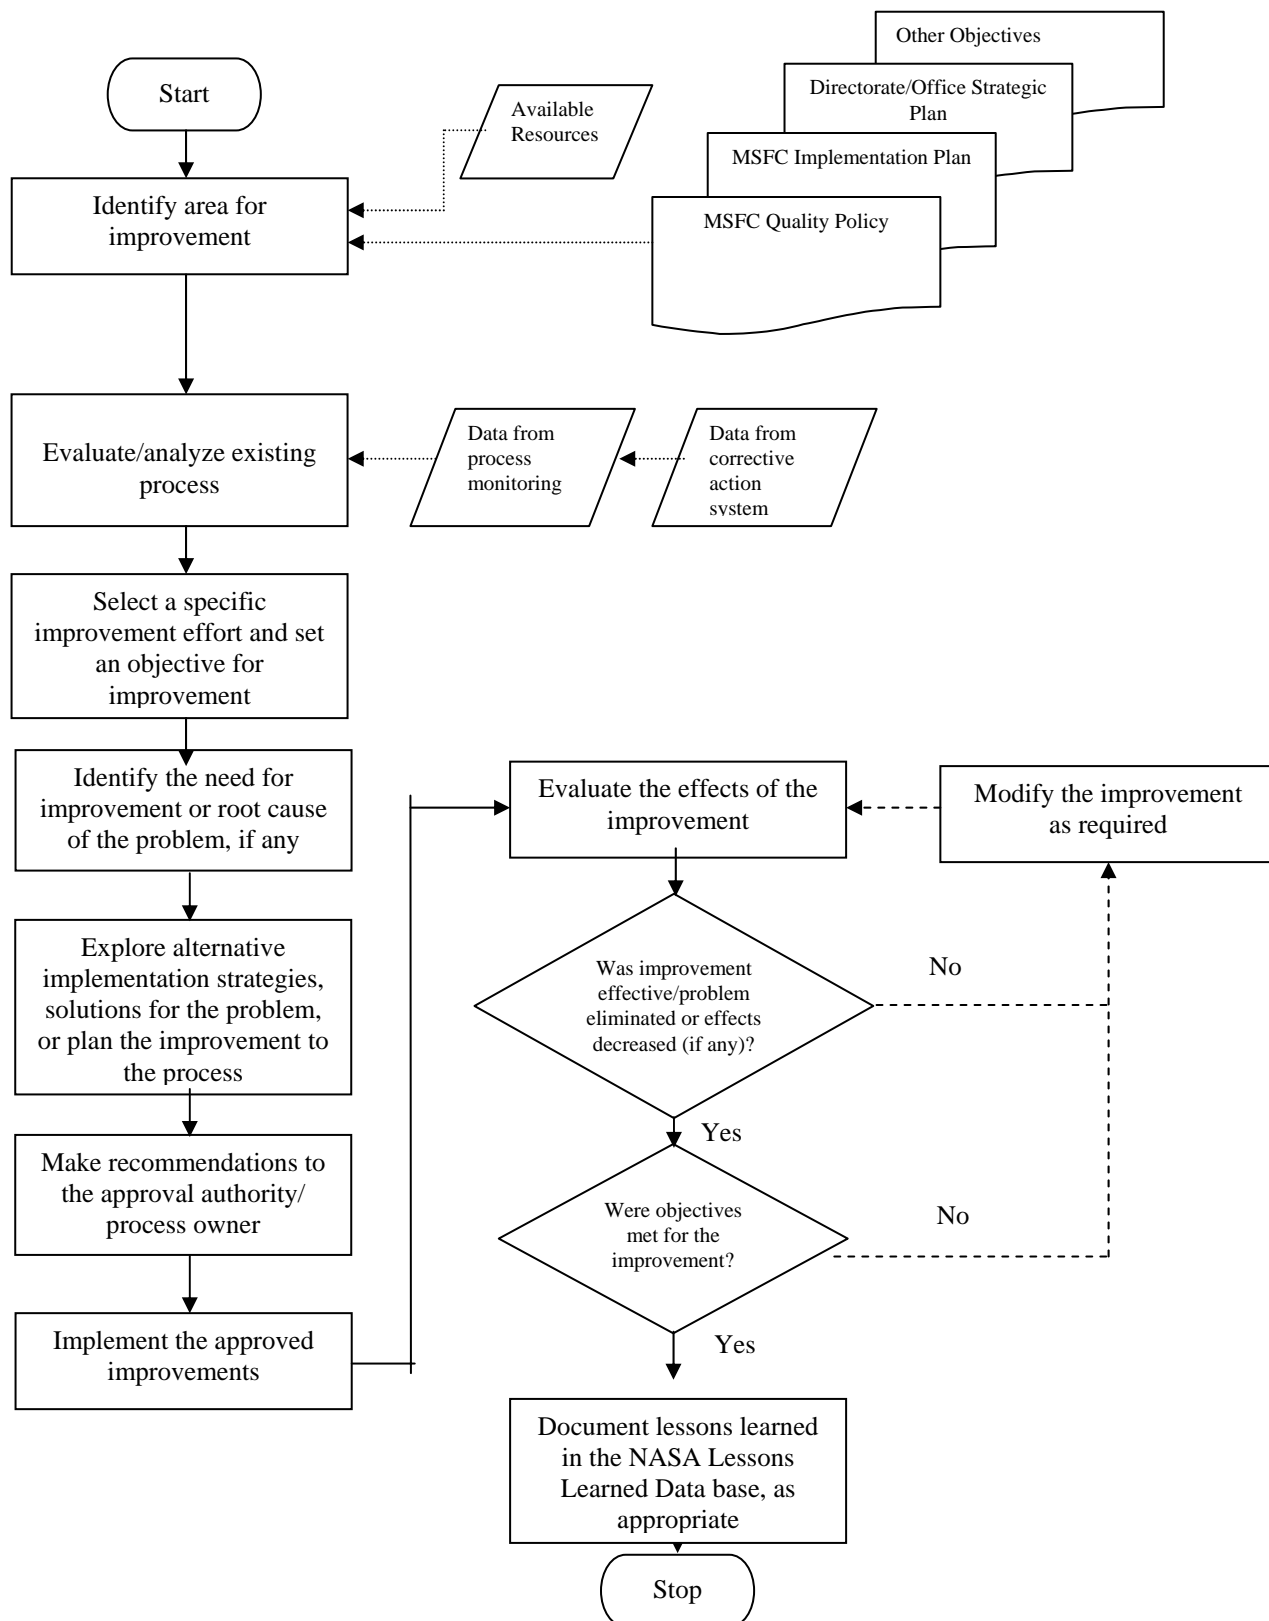 Start
Available
Resources
Other Objectives
Directorate/Office Strategic
Plan
MSFC Implementation Plan
MSFC Quality Policy
Identify area for
improvement
Evaluate/analyze existing
process
Data from
process
monitoring
Data from
corrective
action
system
Select a specific
improvement effort and set
an objective for
improvement
Identify the need for
improvement or root cause
of the problem, if any
Explore alternative
implementation strategies,
solutions for the problem,
or plan the improvement to
the process
Make recommendations to
the approval authority/
process owner
Implement the approved
improvements
Evaluate the effects of the
improvement
Modify the improvement
as required
Was improvement
effective/problem
eliminated or effects
decreased (if any)?
No
Yes
Were objectives
met for the
improvement?
No
Yes
Document lessons learned
in the NASA Lessons
Learned Data base, as
appropriate
Stop